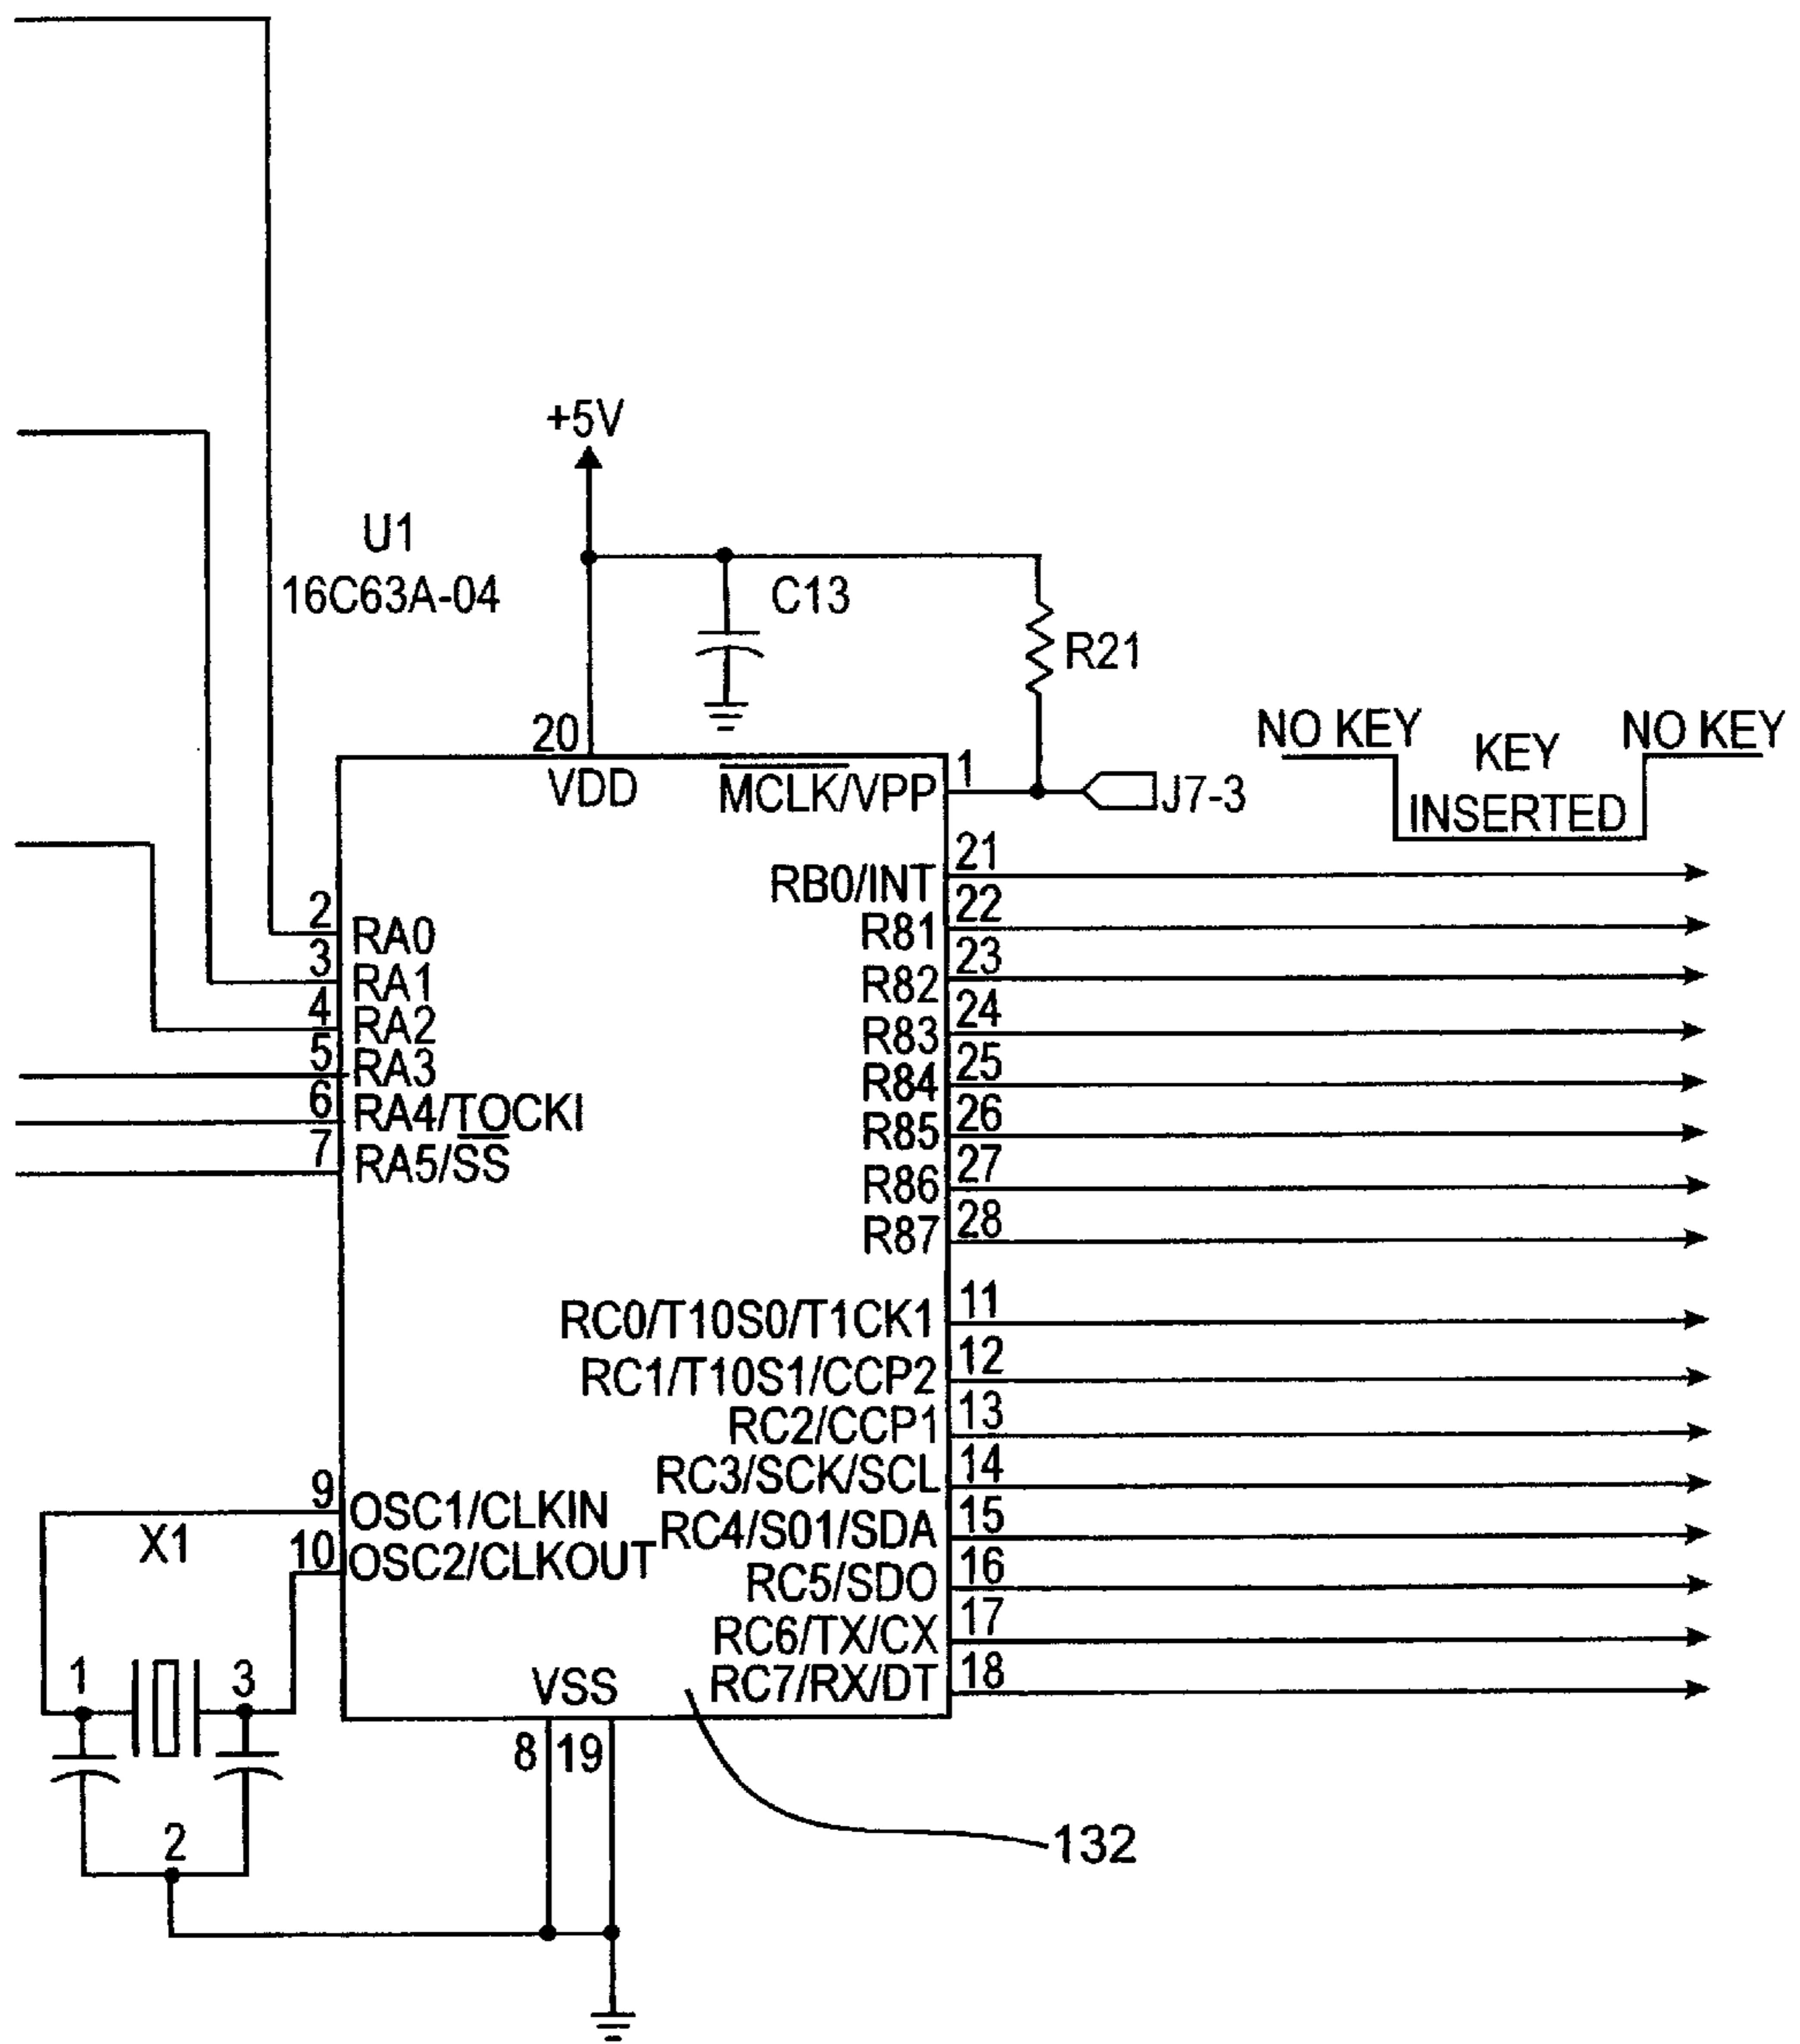 +5V
U1
16C63A-04
C13
R21
20
VDD
MCLK/VPP
1
J7-3
NO KEY
KEY
INSERTED
NO KEY
2
RA0
3
RA1
4
RA2
5
RA3
6
RA4/TOCKI
7
RA5/SS
RB0/INT
21
R81
22
R82
23
R83
24
R84
25
R85
26
R86
27
R87
28
RC0/T10S0/T1CK1
11
RC1/T10S1/CCP2
12
RC2/CCP1
13
RC3/SCK/SCL
14
RC4/S01/SDA
15
RC5/SDO
16
RC6/TX/CX
17
RC7/RX/DT
18
9
OSC1/CLKIN
X1
10
OSC2/CLKOUT
1
3
2
VSS
8
19
132